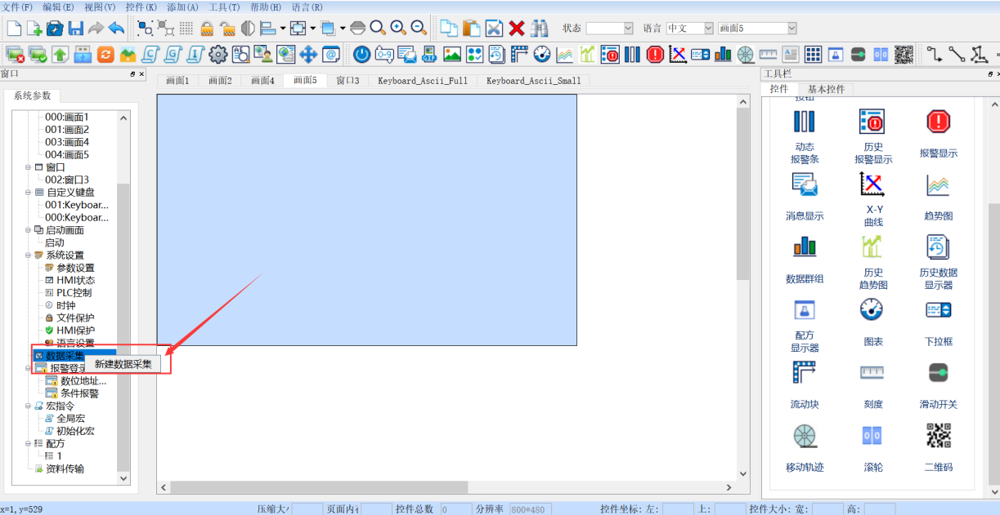 文件(F) 编辑(E) 视图(V) 控件(K) 添加(A) 工具(T) 帮助(H) 语言(R)
状态 语言 中文 画面5
窗口
系统参数
000:画面1
001:画面2
003:画面4
004:画面5
窗口
002:窗口3
自定义键盘
001:Keyboar...
000:Keyboar...
启动画面
启动
系统设置
参数设置
HMI状态
PLC控制
时钟
文件保护
HMI保护
语言设置
数据采集
新建数据采集
报警登录
数位地址...
条件报警
宏指令
全局宏
初始化宏
配方
1
资料传输
画面1 画面2 画面4 画面5 窗口3 Keyboard_Ascii_Full Keyboard_Ascii_Small
工具栏
控件 基本控件
按钮
动态
报警条
历史
报警显示
报警显示
消息显示
X-Y
曲线
趋势图
数据群组
历史
趋势图
历史数据
显示器
配方
显示器
图表
下拉框
流动块
刻度
滑动开关
移动轨迹
滚轮
二维码
x=1,y=529 压缩大 页面内 控件总数 0 分辨率 800*480 控件坐标: 左: 上: 控件大小: 宽: 高: